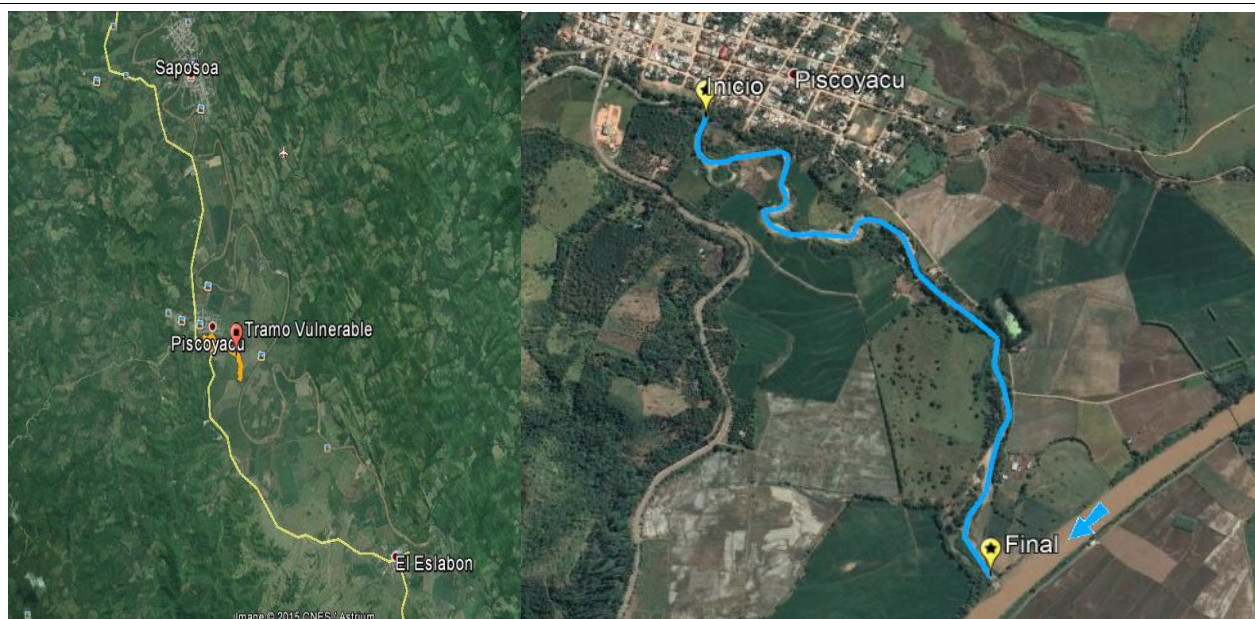 Saposoa
Tramo Vulnerable
Piscoyacu
El Eslabon
Image © 2015 CNES / Astrium
Inicio
Piscoyacu
Final